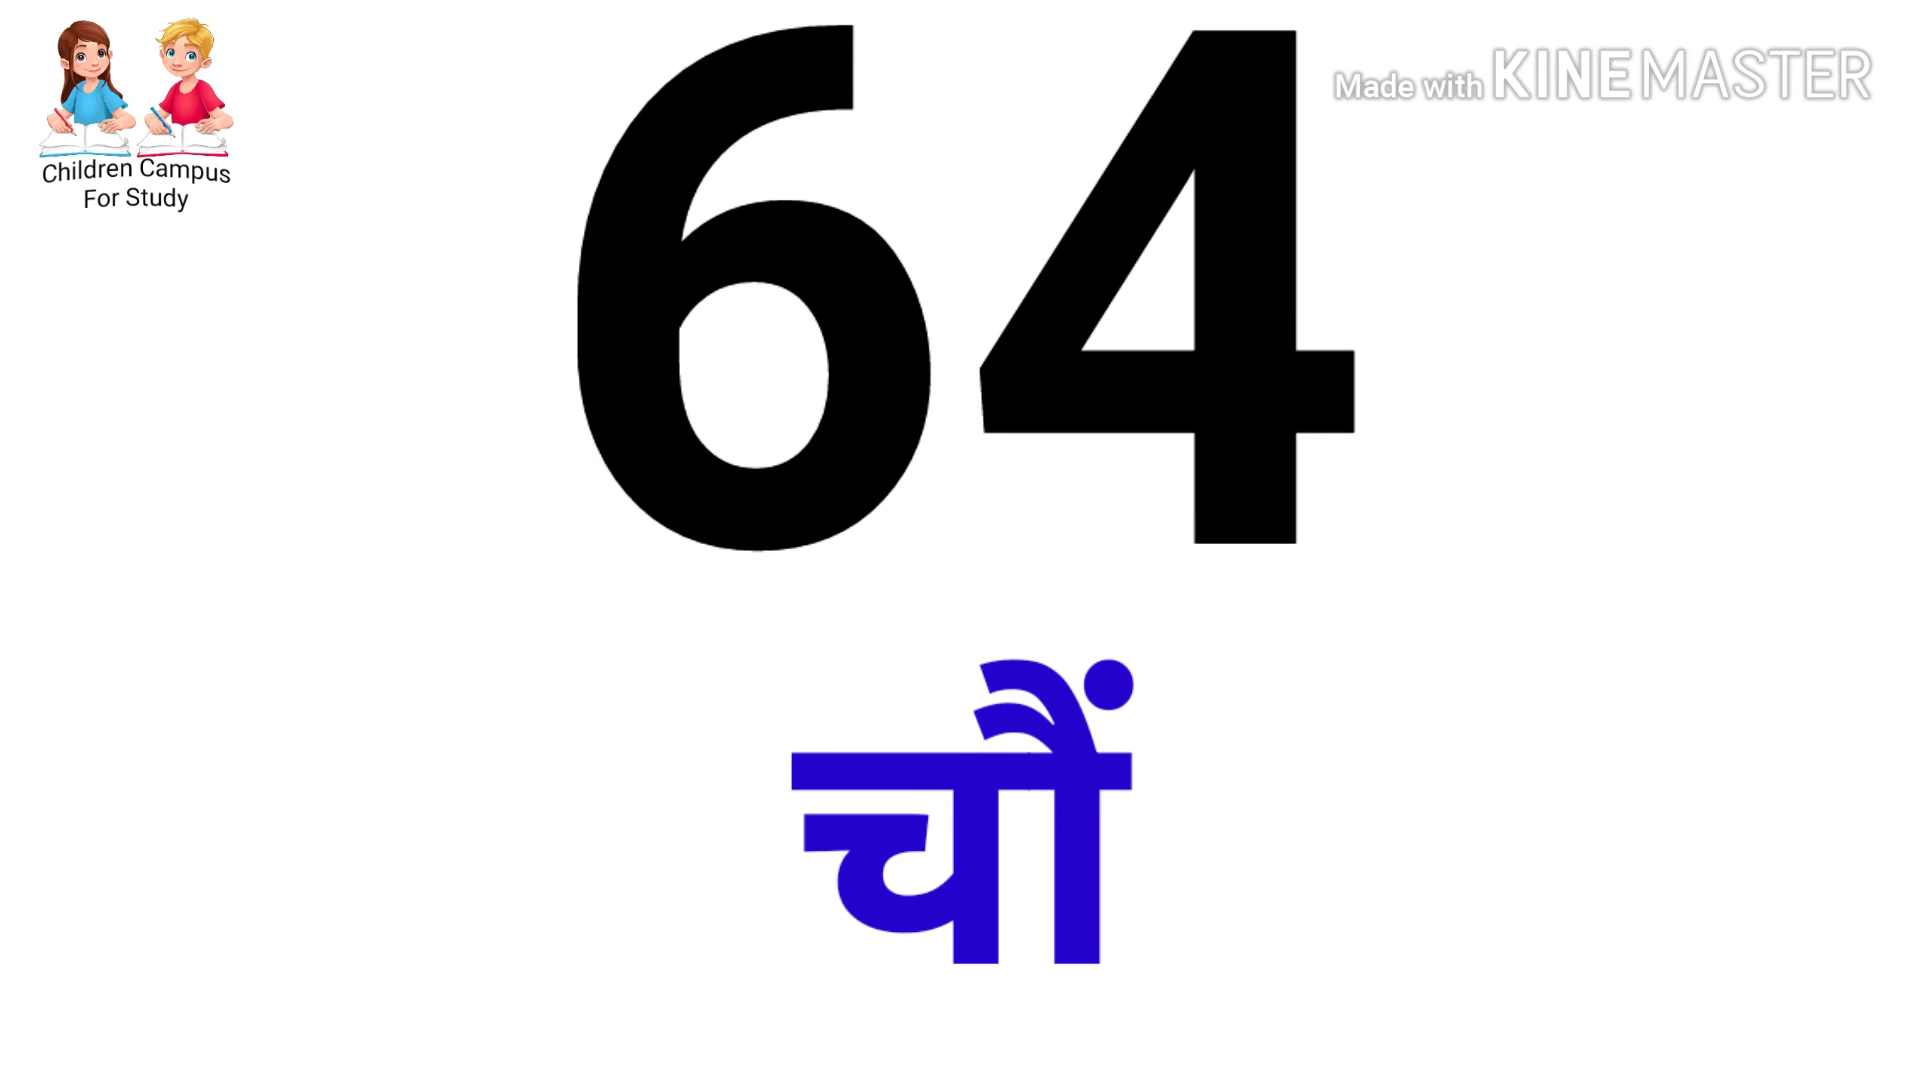 64
Made with KINEMASTER
Children Campus
For Study
चौं